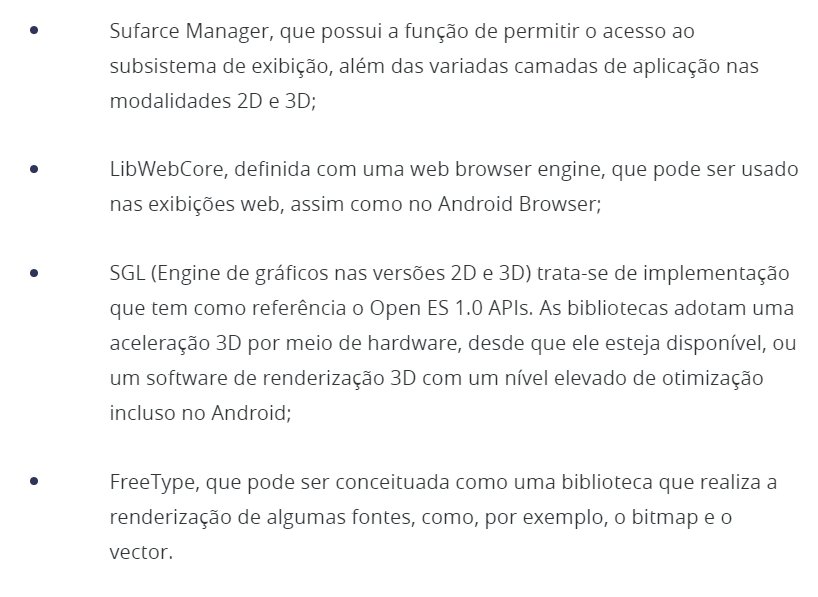 Sufarce Manager, que possui a função de permitir o acesso ao
subsistema de exibição, além das variadas camadas de aplicação nas
modalidades 2D e 3D;
LibWebCore, definida com uma web browser engine, que pode ser usado
nas exibições web, assim como no Android Browser;
SGL (Engine de gráficos nas versões 2D e 3D) trata-se de implementação
que tem como referência o Open ES 1.0 APIs. As bibliotecas adotam uma
aceleração 3D por meio de hardware, desde que ele esteja disponível, ou
um software de renderização 3D com um nível elevado de otimização
incluso no Android;
FreeType, que pode ser conceituada como uma biblioteca que realiza a
renderização de algumas fontes, como, por exemplo, o bitmap e o
vector.